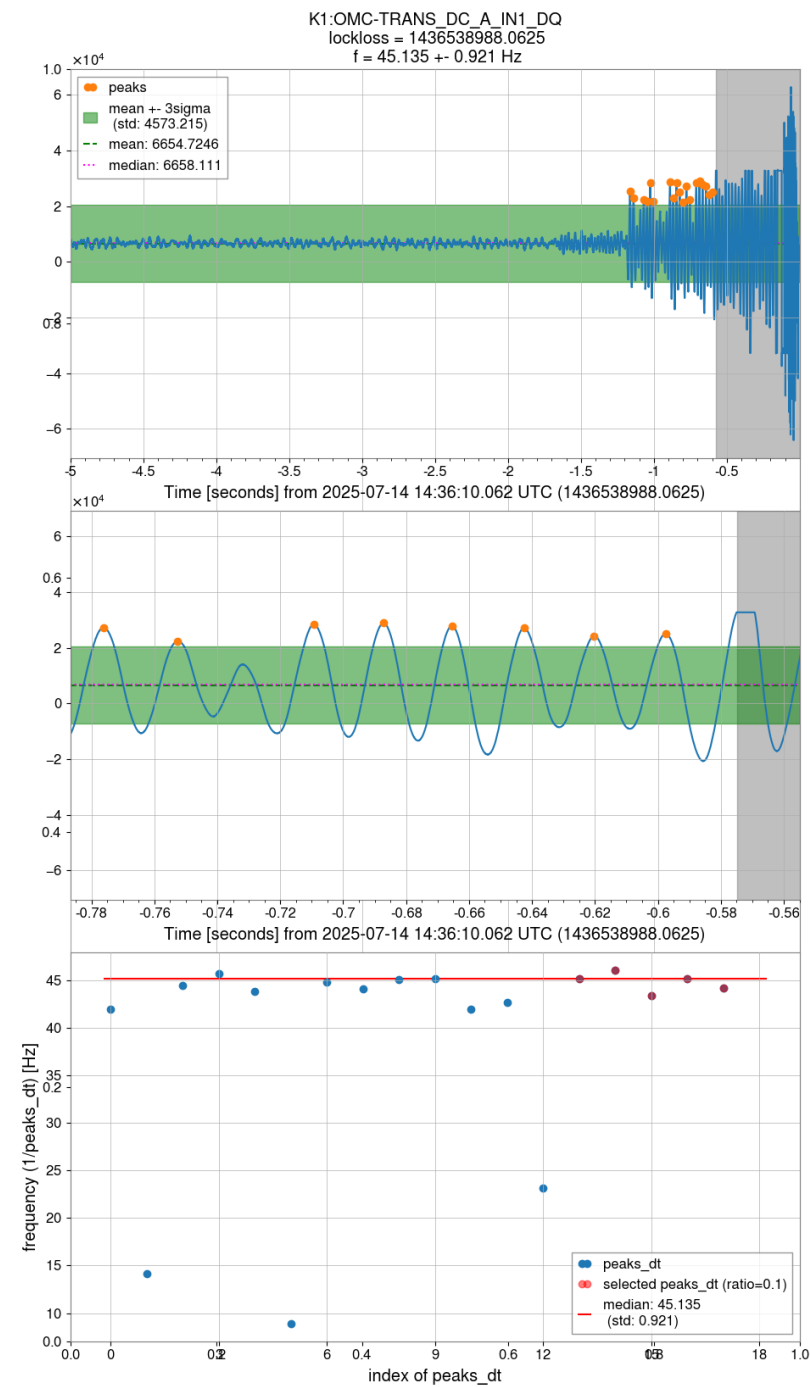 K1:OMC-TRANS_DC_A_IN1_DQ
lockloss = 1436538988.0625
f = 45.135 +- 0.921 Hz
×10⁴
1.0
6
4
2
0
−2
0.8
−4
−6
peaks
mean +- 3sigma
(std: 4573.215)
mean: 6654.7246
median: 6658.111
-5 -4.5 -4 -3.5 -3 -2.5 -2 -1.5 -1 -0.5
Time [seconds] from 2025-07-14 14:36:10.062 UTC (1436538988.0625)
×10⁴
6
0.6
4
2
0
−2
−4
0.4
−6
-0.78 -0.76 -0.74 -0.72 -0.7 -0.68 -0.66 -0.64 -0.62 -0.6 -0.58 -0.56
Time [seconds] from 2025-07-14 14:36:10.062 UTC (1436538988.0625)
frequency (1/peaks_dt) [Hz]
45
40
35
0.2
30
25
20
15
10
0.0
peaks_dt
selected peaks_dt (ratio=0.1)
median: 45.135
(std: 0.921)
0.0 0 0.2 3 6 0.4 9 0.6 12 15 0.8 18 1.0
index of peaks_dt